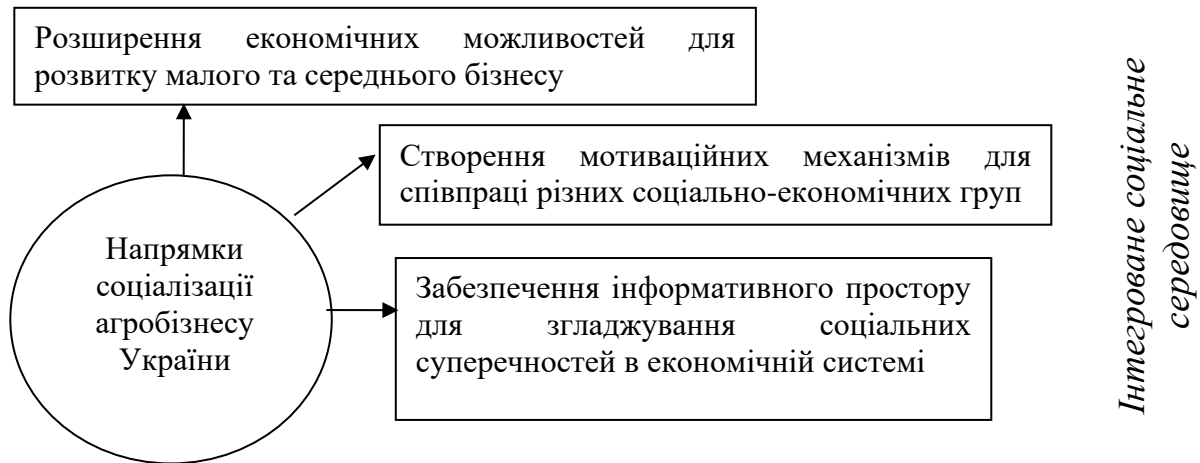 Розширення економічних можливостей для
розвитку малого та середнього бізнесу
Створення мотиваційних механізмів для
співпраці різних соціально-економічних груп
Напрямки
соціалізації
агробізнесу
України
Забезпечення інформативного простору
для згладжування соціальних
суперечностей в економічній системі
Інтегроване соціальне
середовище